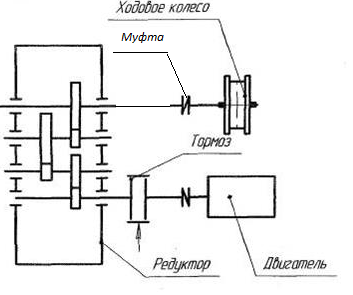 Ходовое колесо
Муфта
Тормоз
Редуктор
Двигатель